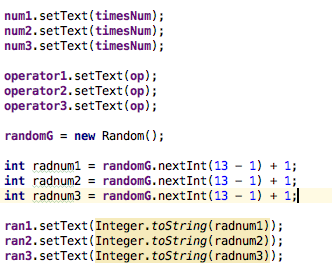 num1.setText(timesNum);
num2.setText(timesNum);
num3.setText(timesNum);
operator1.setText(op);
operator2.setText(op);
operator3.setText(op);
randomG = new Random();
int radnum1 = randomG.nextInt(13 - 1) + 1;
int radnum2 = randomG.nextInt(13 - 1) + 1;
int radnum3 = randomG.nextInt(13 - 1) + 1;
ran1.setText(Integer.toString(radnum1));
ran2.setText(Integer.toString(radnum2));
ran3.setText(Integer.toString(radnum3));